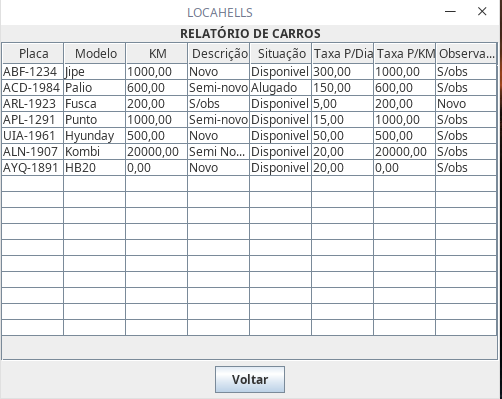 LOCAHELLS
RELATÓRIO DE CARROS
Placa Modelo KM Descrição Situação Taxa P/Dia Taxa P/KM Observa...
ABF-1234 Jipe 1000,00 Novo Disponivel 300,00 1000,00 S/obs
ACD-1984 Palio 600,00 Semi-novo Alugado 150,00 600,00 S/obs
ARL-1923 Fusca 200,00 S/obs Disponivel 5,00 200,00 Novo
APL-1291 Punto 1000,00 Semi-novo Disponivel 15,00 1000,00 S/obs
UIA-1961 Hyunday 500,00 Novo Disponivel 50,00 500,00 S/obs
ALN-1907 Kombi 20000,00 Semi No... Disponivel 20,00 20000,00 S/obs
AYQ-1891 HB20 0,00 Novo Disponivel 20,00 0,00 S/obs
Voltar